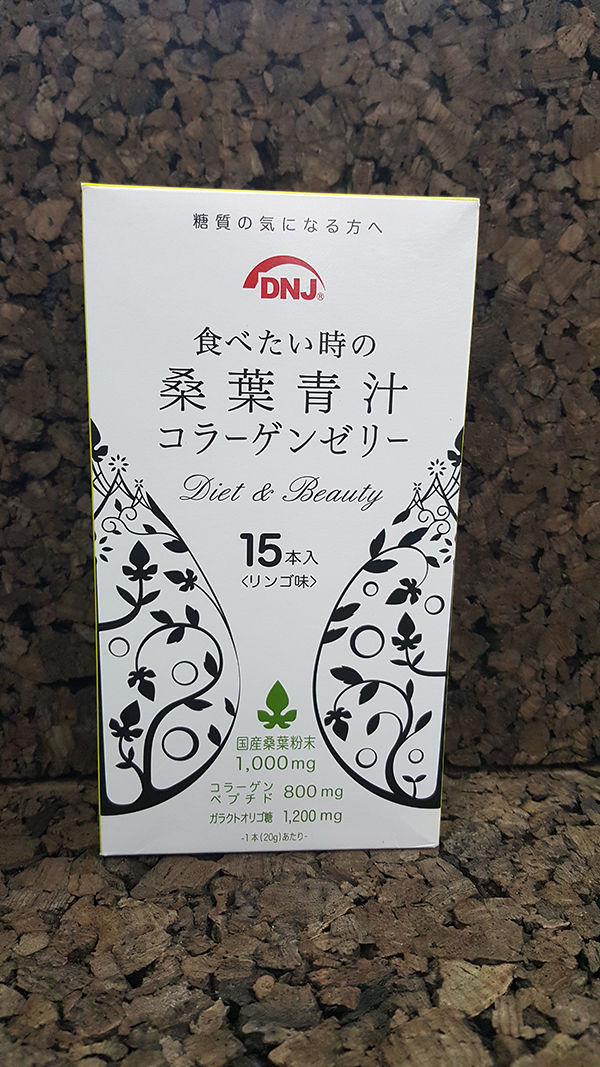 糖質の気になる方へ
DNJ®
食べたい時の
桑葉青汁
コラーゲンゼリー
Diet & Beauty
15本入
〈リンゴ味〉
国産桑葉粉末
1,000mg
コラーゲン
ペプチド 800mg
ガラクトオリゴ糖 1,200mg
-1本(20g)あたり-